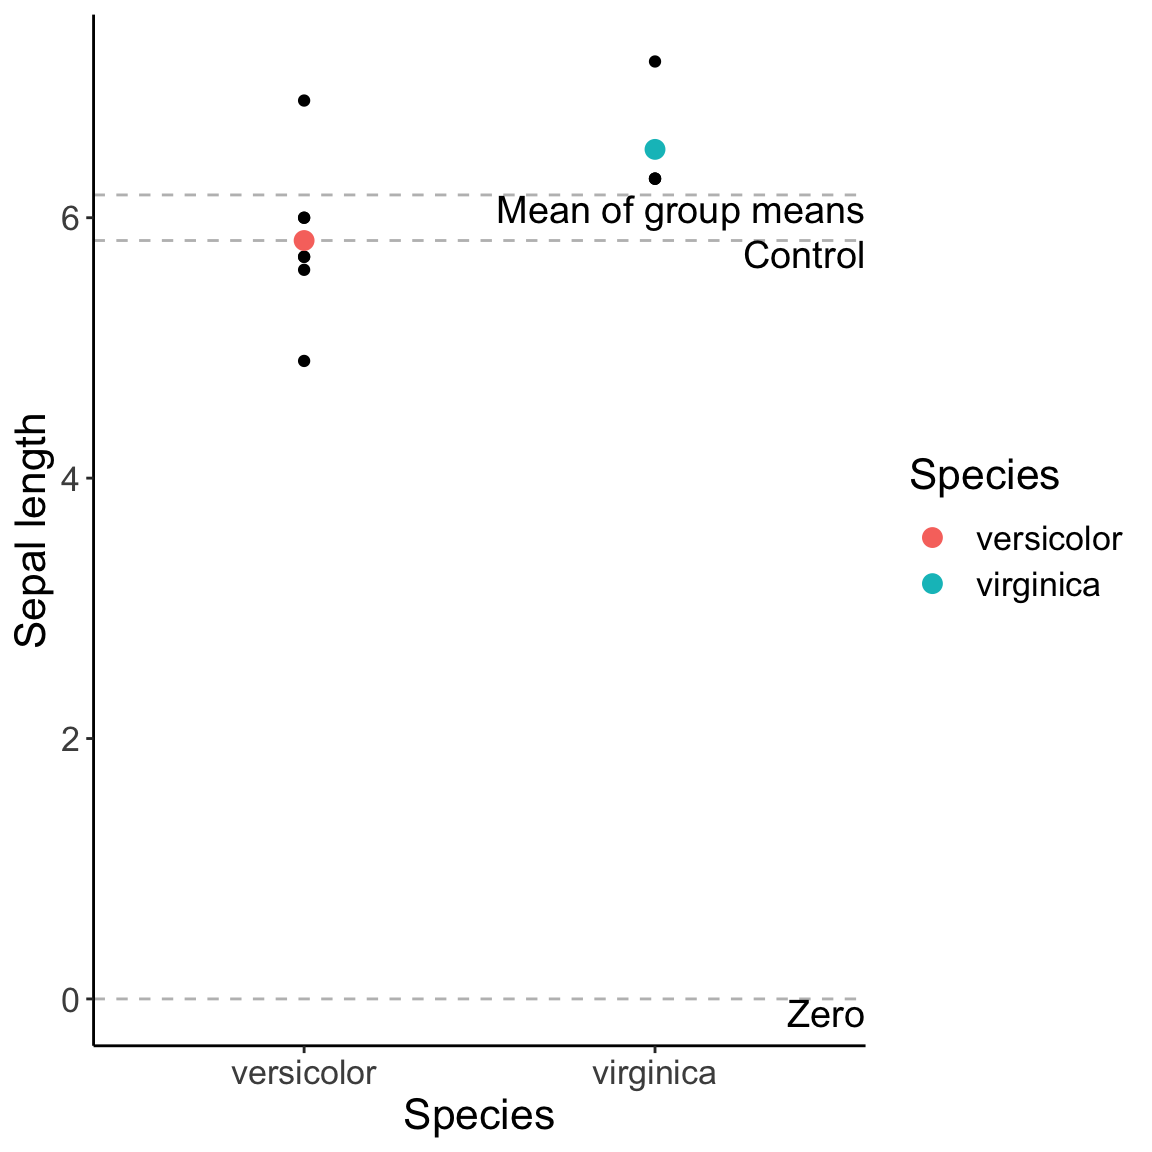 6
4
2
0
Sepal length
Mean of group means
Control
Zero
versicolor
virginica
Species
Species
versicolor
virginica